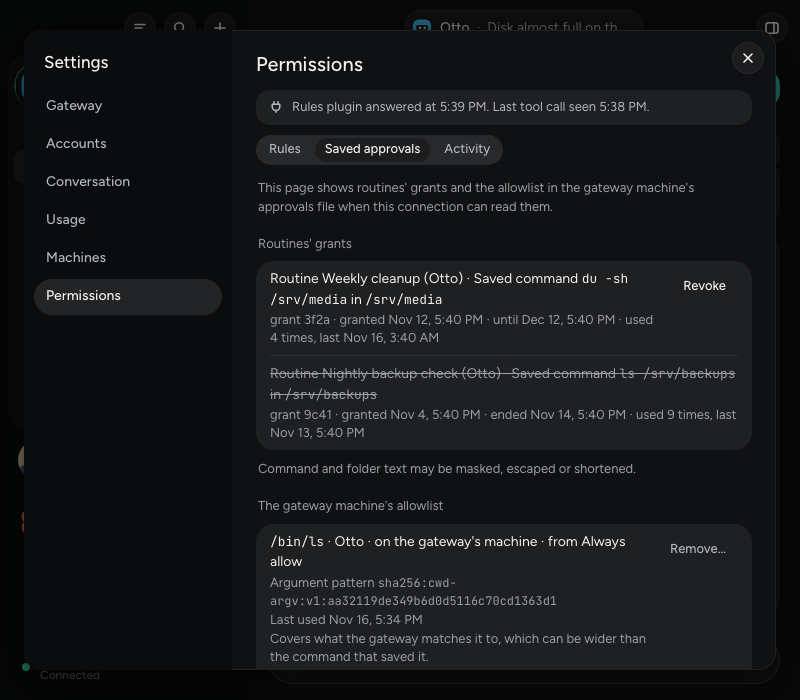 Otto · Disk almost full on th
Settings
Gateway
Accounts
Conversation
Usage
Machines
Permissions
Permissions
Rules plugin answered at 5:39 PM. Last tool call seen 5:38 PM.
Rules Saved approvals Activity
This page shows routines' grants and the allowlist in the gateway machine's
approvals file when this connection can read them.
Routines' grants
Routine Weekly cleanup (Otto) · Saved command du -sh
/srv/media in /srv/media
Revoke
grant 3f2a · granted Nov 12, 5:40 PM · until Dec 12, 5:40 PM · used
4 times, last Nov 16, 3:40 AM
Routine Nightly backup check (Otto) · Saved command ls /srv/backups
in /srv/backups
grant 9c41 · granted Nov 4, 5:40 PM · ended Nov 14, 5:40 PM · used 9 times, last
Nov 13, 5:40 PM
Command and folder text may be masked, escaped or shortened.
The gateway machine's allowlist
/bin/ls · Otto · on the gateway's machine · from Always
allow
Remove...
Argument pattern sha256:cwd-
argv:v1:aa32119de349b6d0d5116c70cd1363d1
Last used Nov 16, 5:34 PM
Covers what the gateway matches it to, which can be wider than
the command that saved it.
Connected